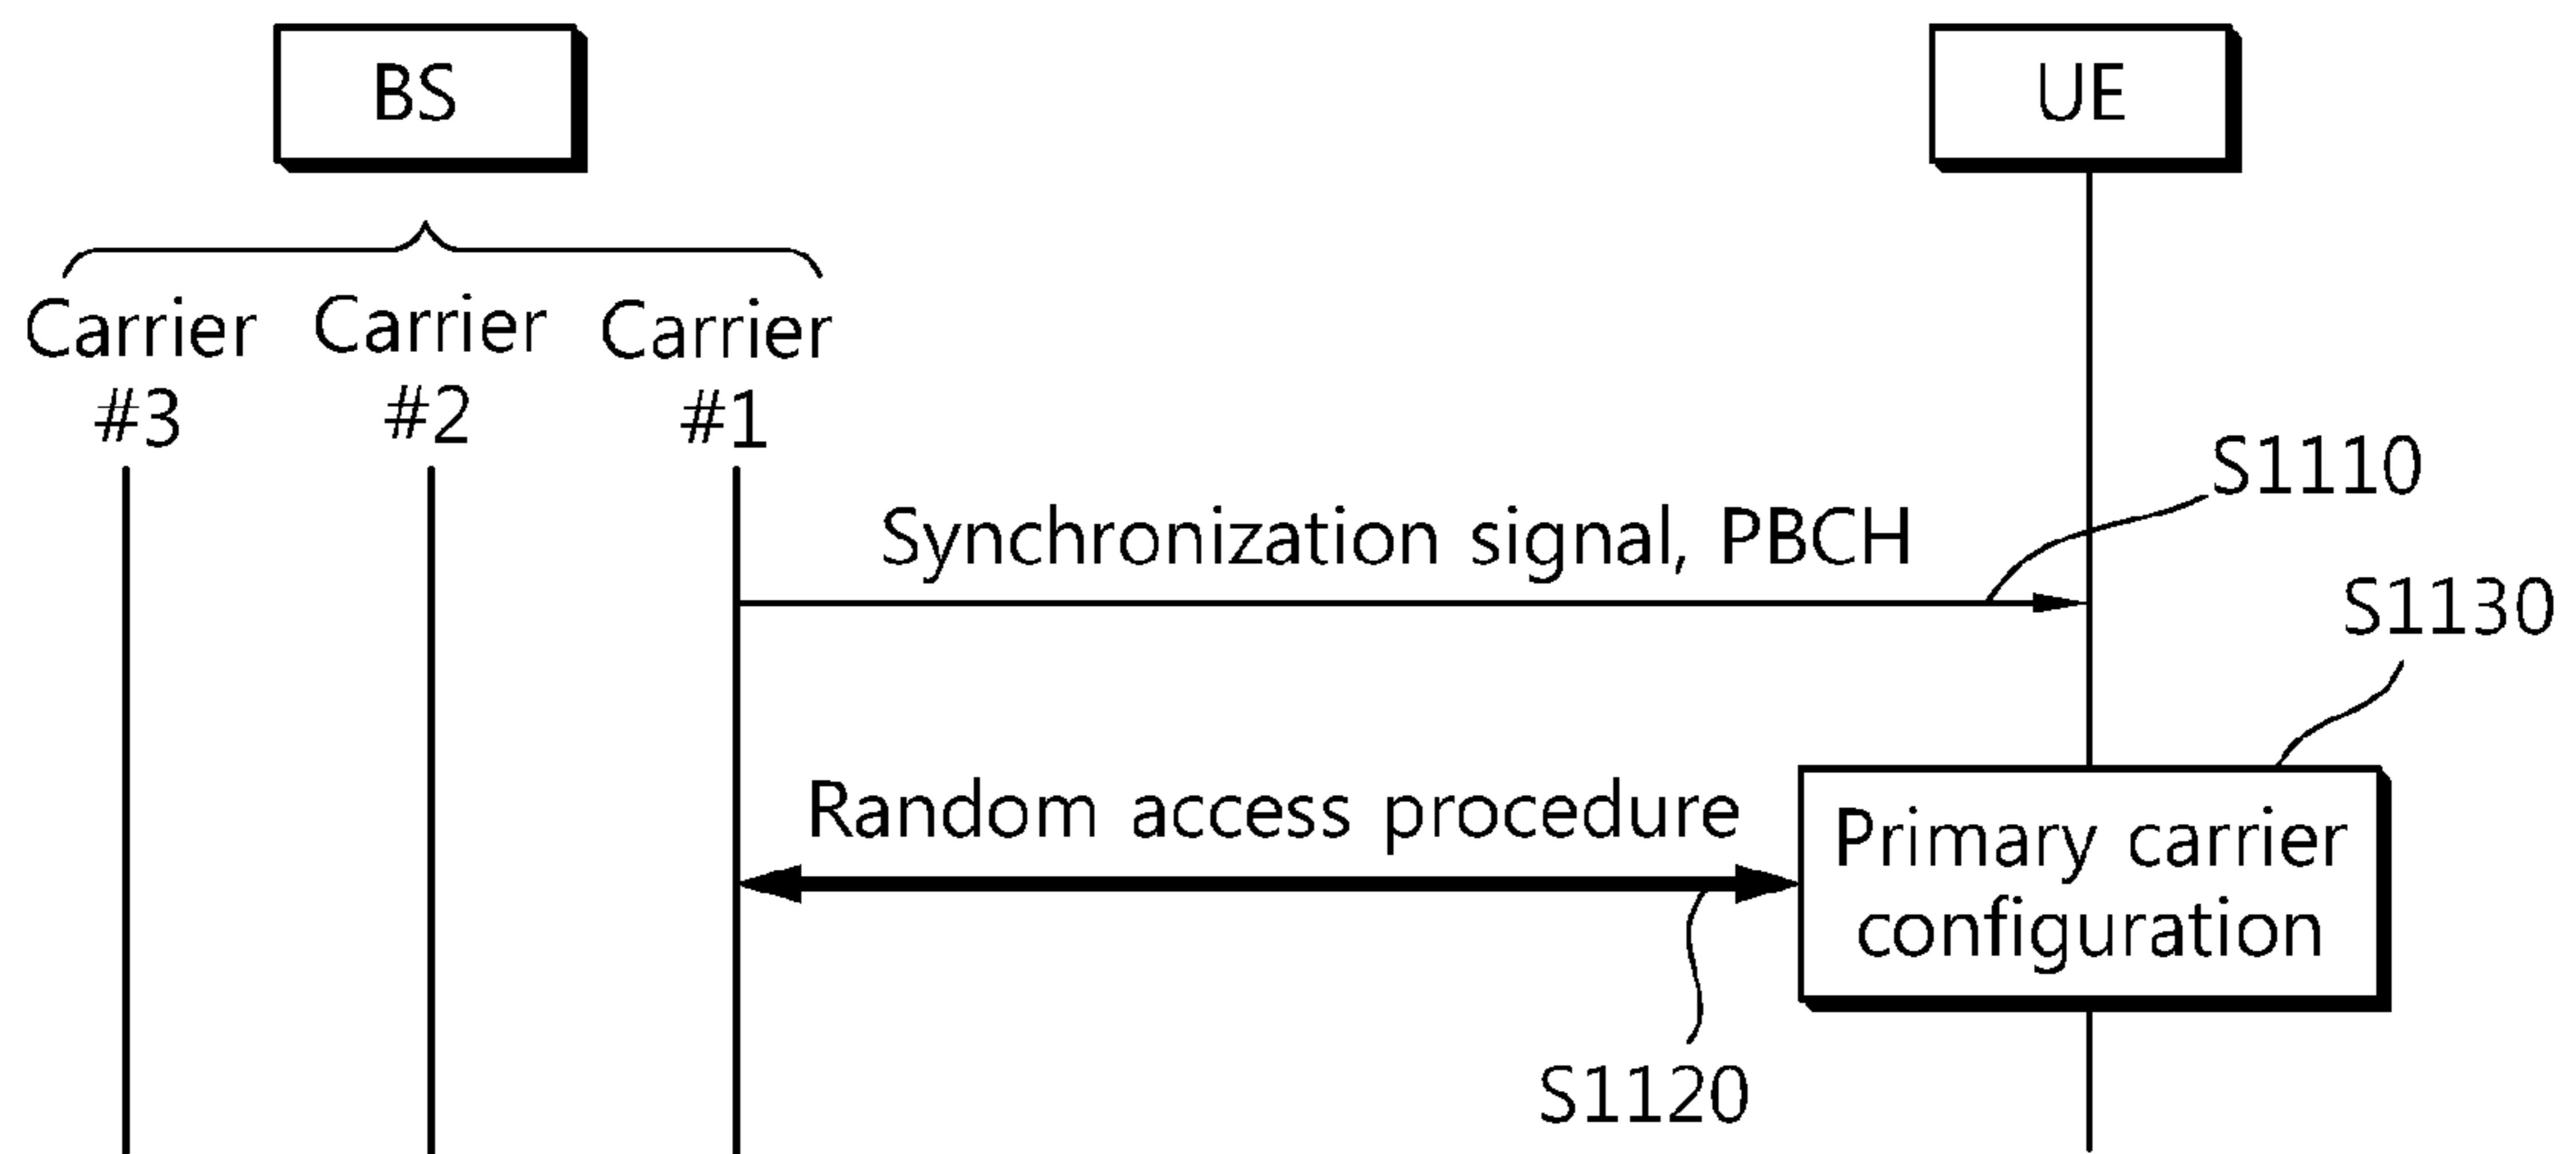 BS
UE
Carrier
#3
Carrier
#2
Carrier
#1
S1110
Synchronization signal, PBCH
S1130
Random access procedure
Primary carrier
configuration
S1120